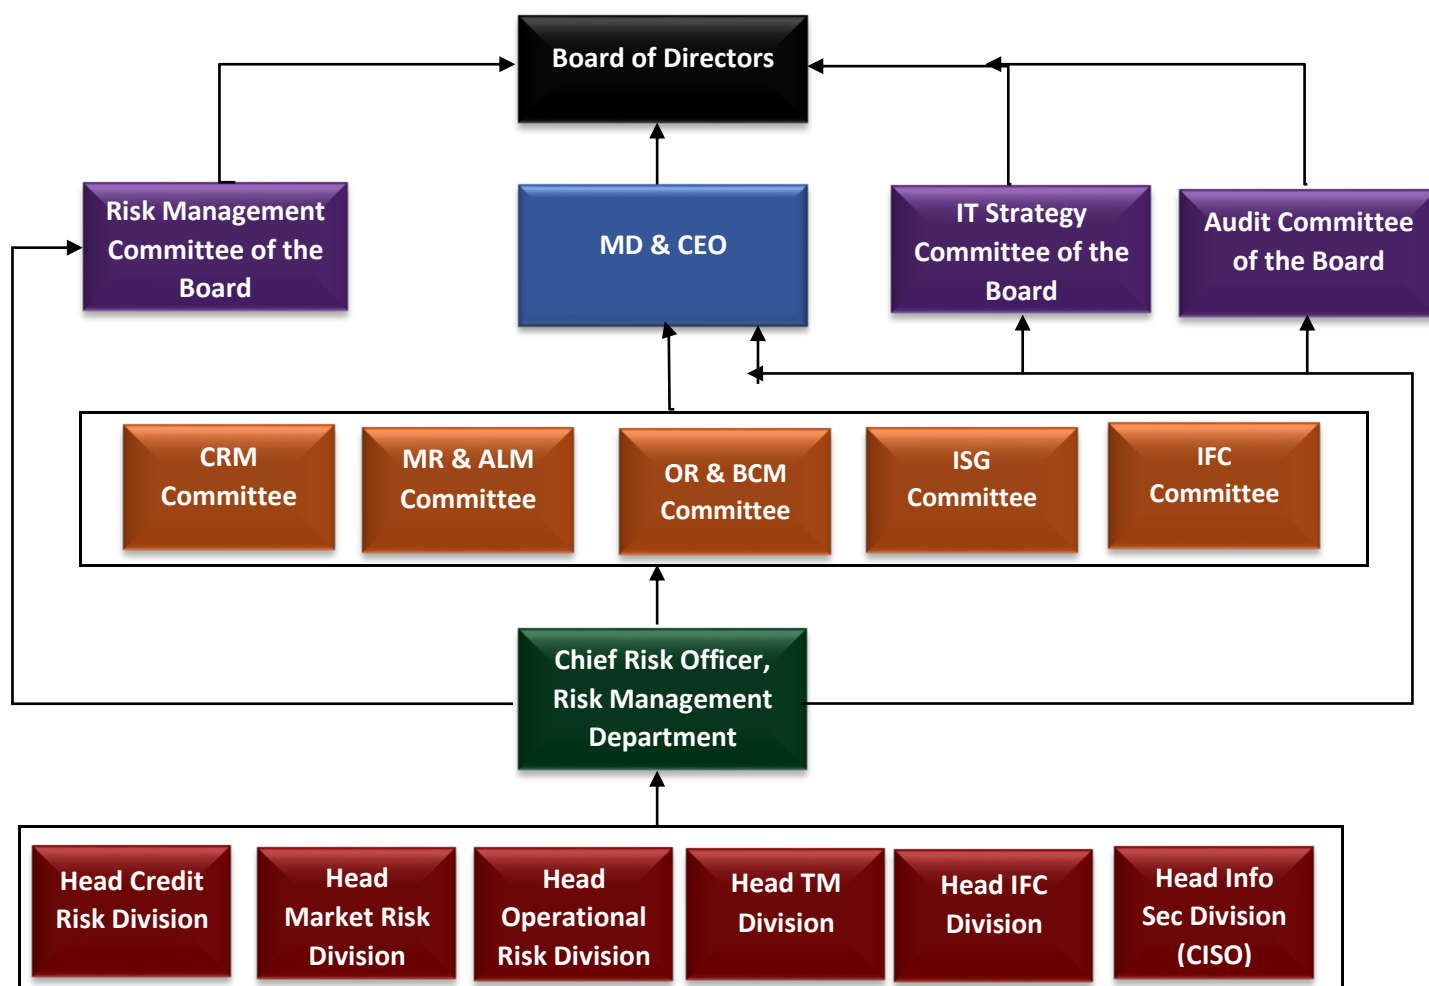 Board of Directors
Risk Management
Committee of the
Board
MD & CEO
IT Strategy
Committee of the
Board
Audit Committee
of the Board
CRM
Committee
MR & ALM
Committee
OR & BCM
Committee
ISG
Committee
IFC
Committee
Chief Risk Officer,
Risk Management
Department
Head Credit
Risk Division
Head
Market Risk
Division
Head
Operational
Risk Division
Head TM
Division
Head IFC
Division
Head Info
Sec Division
(CISO)